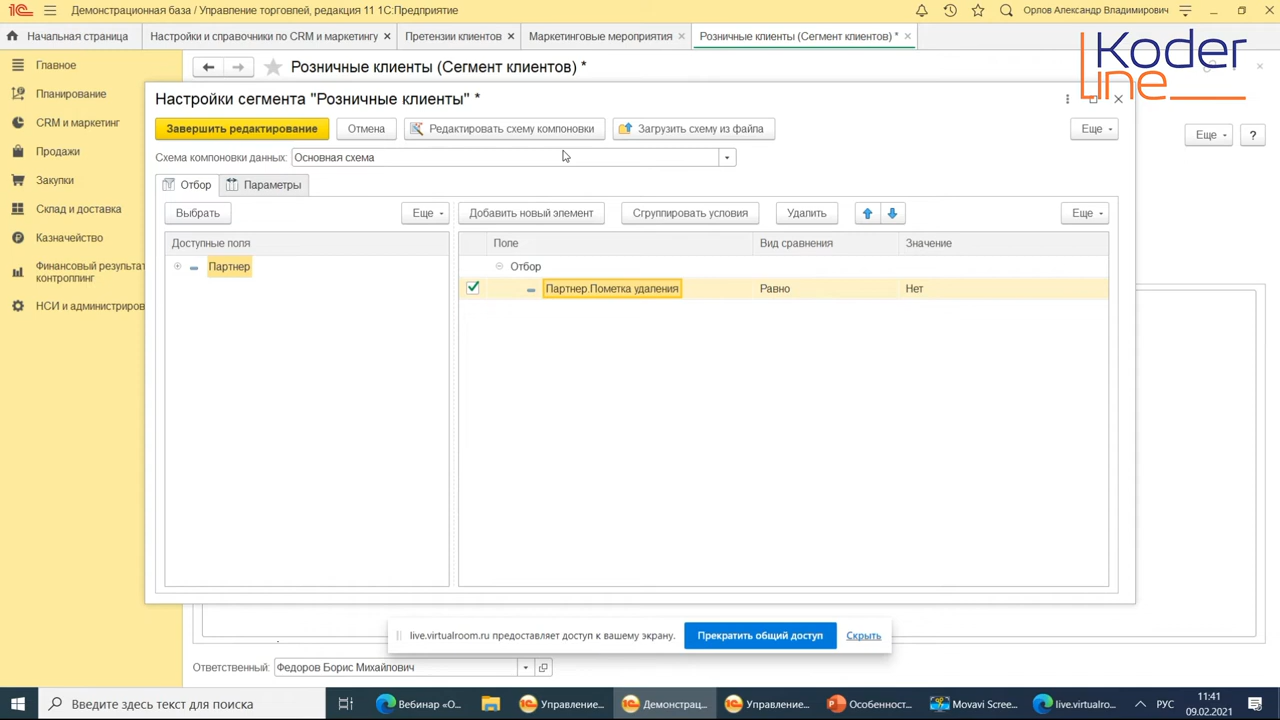 Демонстрационная база / Управление торговлей, редакция 11 1С:Предприятие
Орлов Александр Владимирович
Начальная страница
Настройки и справочники по CRM и маркетингу
Претензии клиентов
Маркетинговые мероприятия
Розничные клиенты (Сегмент клиентов) *
Koder
line
Главное
Планирование
CRM и маркетинг
Продажи
Закупки
Склад и доставка
Казначейство
Финансовый результат
контроллинг
НСИ и администриров
Розничные клиенты (Сегмент клиентов) *
Еще
?
Настройки сегмента "Розничные клиенты" *
Завершить редактирование
Отмена
Редактировать схему компоновки
Загрузить схему из файла
Еще
Схема компоновки данных:
Основная схема
Отбор
Параметры
Выбрать
Еще
Добавить новый элемент
Сгруппировать условия
Удалить
Еще
Доступные поля
Партнер
Поле
Вид сравнения
Значение
Отбор
Партнер.Пометка удаления
Равно
Нет
live.virtualroom.ru предоставляет доступ к вашему экрану.
Прекратить общий доступ
Скрыть
Ответственный:
Федоров Борис Михайлович
Введите здесь текст для поиска
Вебинар «О...
Управление...
Демонстрац...
Управление...
Особенност...
Movavi Scree...
live.virtualroo...
РУС
11:41
09.02.2021